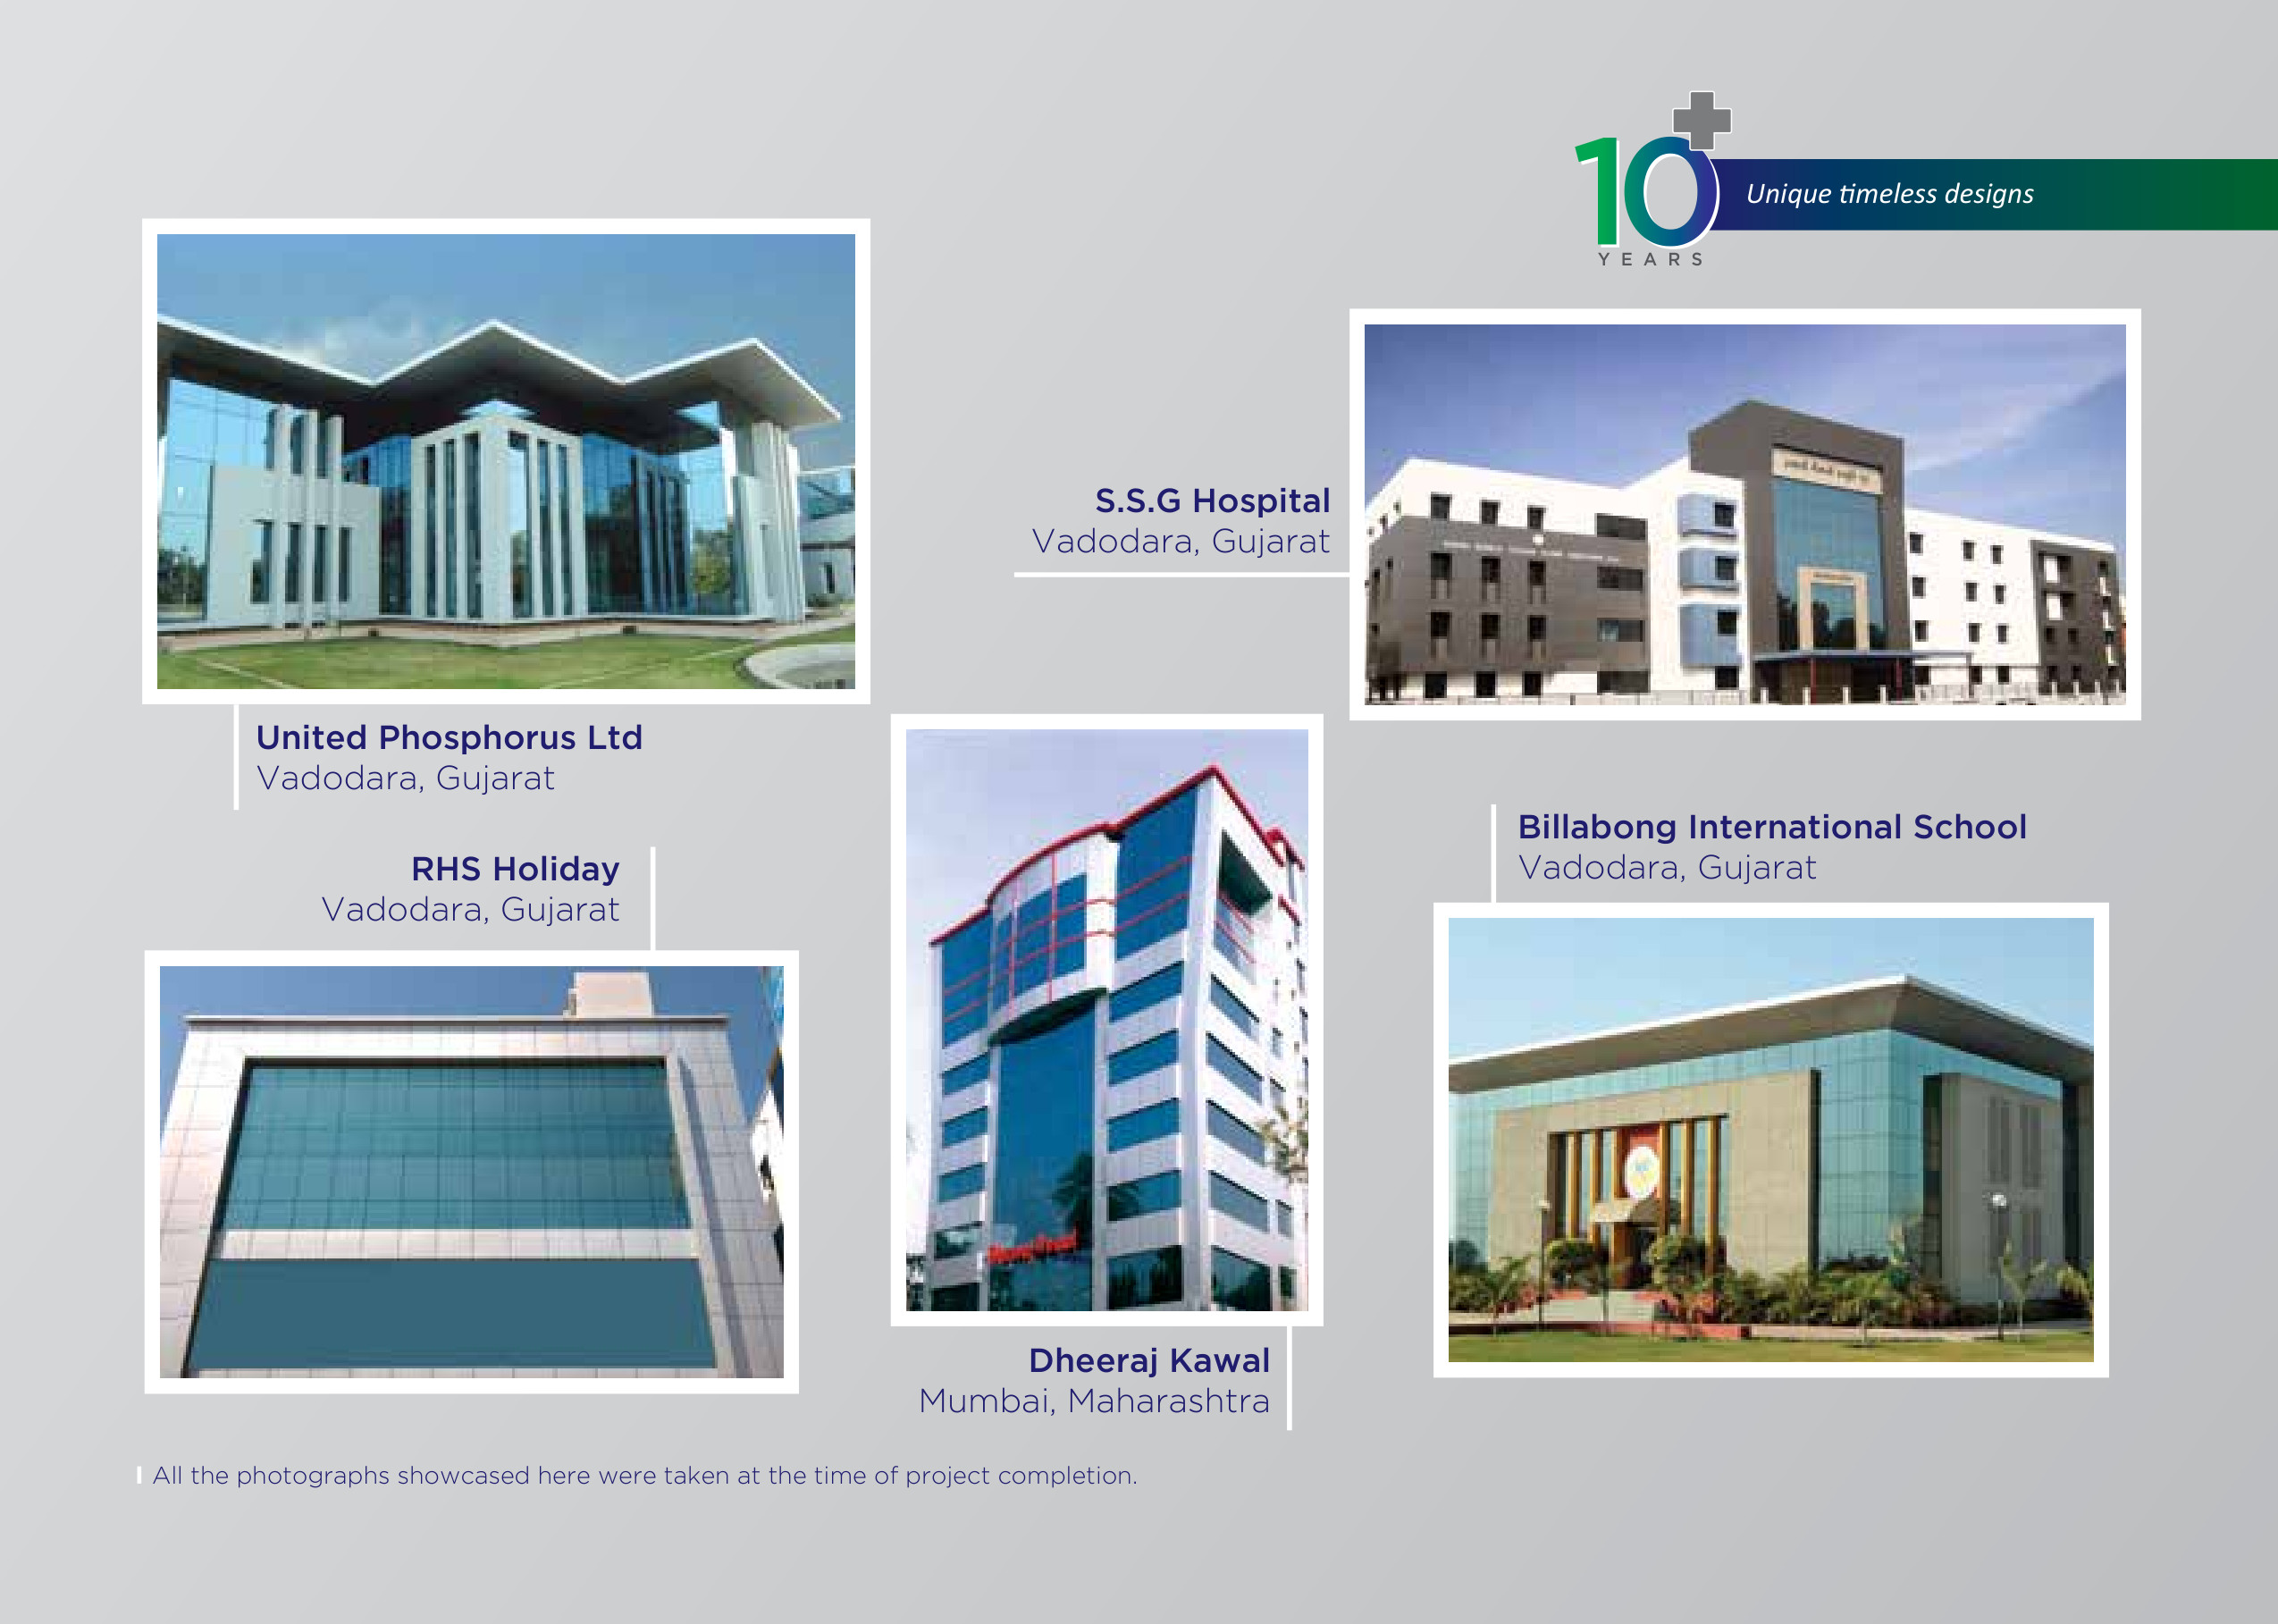 10+
YEARS
Unique timeless designs
United Phosphorus Ltd
Vadodara, Gujarat
S.S.G Hospital
Vadodara, Gujarat
RHS Holiday
Vadodara, Gujarat
Dheeraj Kawal
Mumbai, Maharashtra
Billabong International School
Vadodara, Gujarat
All the photographs showcased here were taken at the time of project completion.